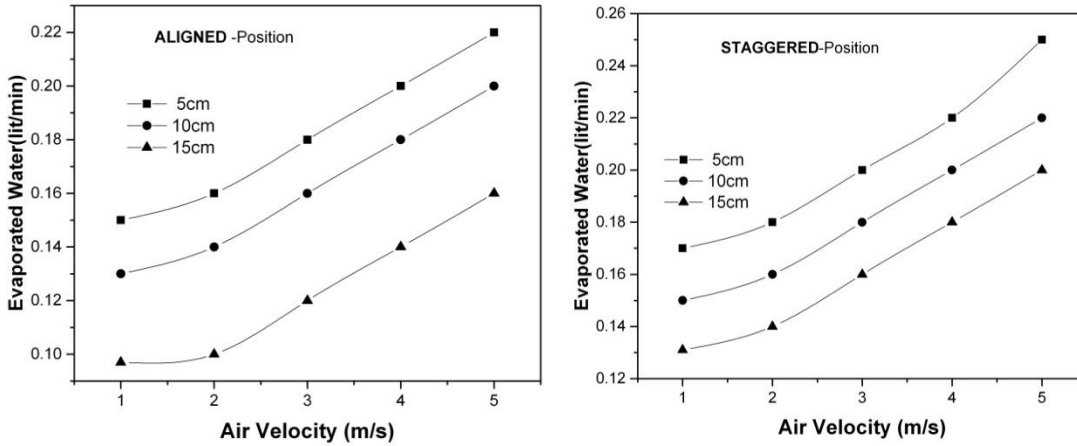 ALIGNED -Position
5cm
10cm
15cm
0.22
0.20
0.18
0.16
0.14
0.12
0.10
Evaporated Water(lit/min)
1 2 3 4 5
Air Velocity (m/s)
STAGGERED-Position
5cm
10cm
15cm
0.26
0.24
0.22
0.20
0.18
0.16
0.14
0.12
Evaporated Water(lit/min)
1 2 3 4 5
Air Velocity (m/s)